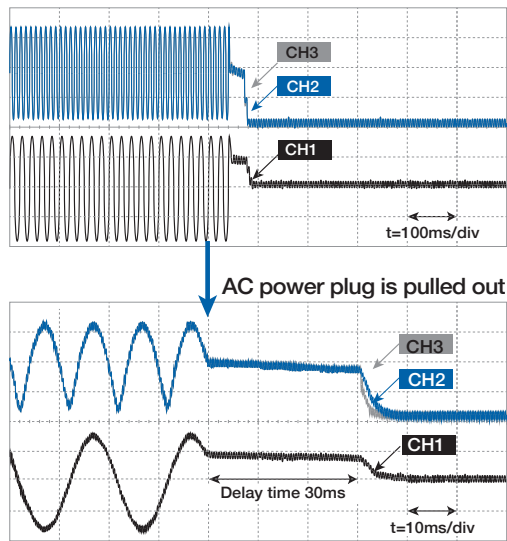 CH3
CH2
CH1
t=100ms/div
AC power plug is pulled out
CH3
CH2
CH1
Delay time 30ms
t=10ms/div